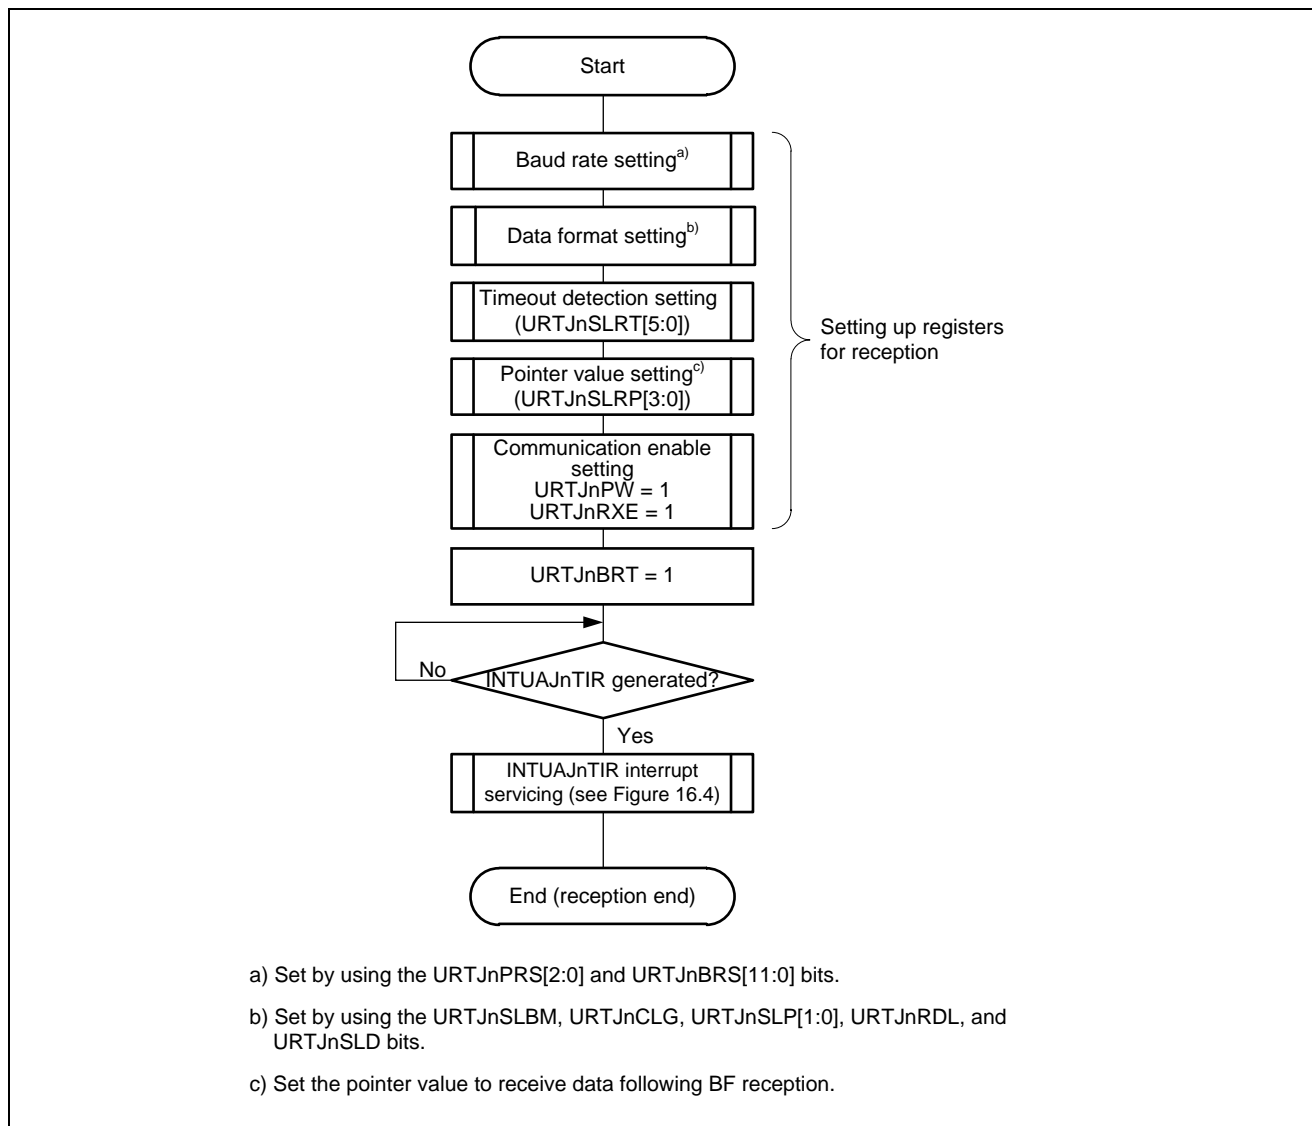 Start
Baud rate setting a)
Data format setting b)
Timeout detection setting
(URTJnSLRT[5:0])
Pointer value setting c)
(URTJnSLRP[3:0])
Communication enable
setting
URTJnPW = 1
URTJnRXE = 1
Setting up registers
for reception
URTJnBRT = 1
No
INTUAJnTIR generated?
Yes
INTUAJnTIR interrupt
servicing (see Figure 16.4)
End (reception end)
a) Set by using the URTJnPRS[2:0] and URTJnBRS[11:0] bits.
b) Set by using the URTJnSLBM, URTJnCLG, URTJnSLP[1:0], URTJnRDL, and
URTJnSLD bits.
c) Set the pointer value to receive data following BF reception.